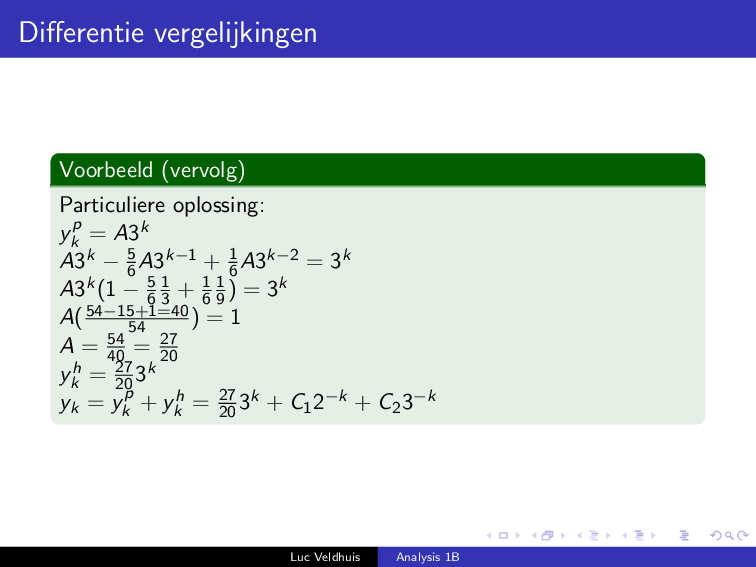 Differentie vergelijkingen
Voorbeeld (vervolg)
Particuliere oplossing:
$y_k^p = A3^k$
$A3^k - \frac{5}{6}A3^{k-1} + \frac{1}{6}A3^{k-2} = 3^k$
$A3^k(1 - \frac{5}{6}\frac{1}{3} + \frac{1}{6}\frac{1}{9}) = 3^k$
$A(\frac{54-15+1=40}{54}) = 1$
$A = \frac{54}{40} = \frac{27}{20}$
$y_k^h = \frac{27}{20}3^k$
$y_k = y_k^p + y_k^h = \frac{27}{20}3^k + C_1 2^{-k} + C_2 3^{-k}$
Luc Veldhuis Analysis 1B